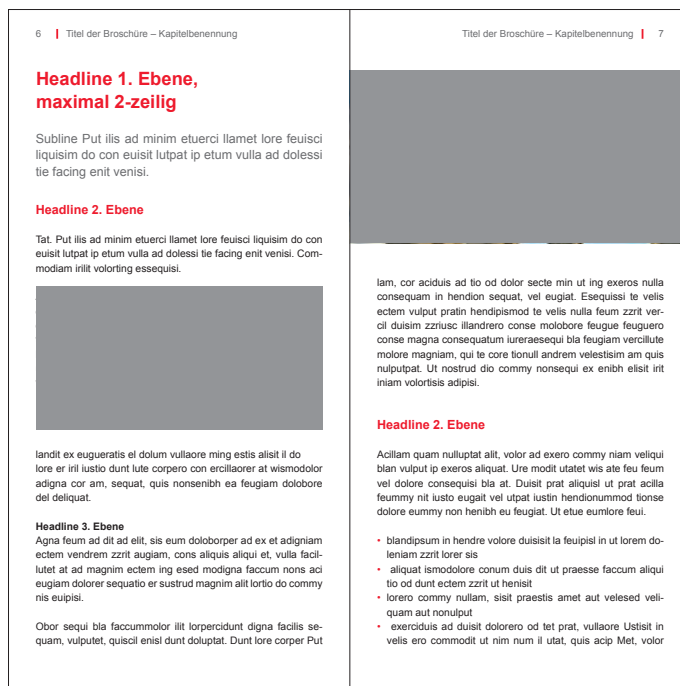 6 | Titel der Broschüre – Kapitelbenennung
Headline 1. Ebene,
maximal 2-zeilig
Subline Put ilis ad minim etuerci llamet lore feuisci
liquisim do con euisit lutpat ip etum vulla ad dolessi
tie facing enit venisi.
Headline 2. Ebene
Tat. Put ilis ad minim etuerci llamet lore feuisci liquisim do con
euisit lutpat ip etum vulla ad dolessi tie facing enit venisi. Com-
modiam irilit volorting essequisi.
landit ex eugueratis el dolum vullaore ming estis alisit il do
lore er iril iustio dunt lute corpero con ercillaorer at wismodolor
adigna cor am, sequat, quis nonsenibh ea feugiam dolobore
del deliquat.
Headline 3. Ebene
Agna feum ad dit ad elit, sis eum doloborper ad ex et adigniam
ectem vendrem zzrit augiam, cons aliquis aliqui et, vulla facil-
lutet at ad magnim ectem ing esed modigna faccum nons aci
eugiam dolorer sequatio er sustrud magnim alit lortio do commy
nis euipisi.
Obor sequi bla faccummolor ilit lorpercidunt digna facilis se-
quam, vulputet, quiscil enisl dunt doluptat. Dunt lore corper Put
Titel der Broschüre – Kapitelbenennung | 7
lam, cor aciduis ad tio od dolor secte min ut ing exeros nulla
consequam in hendion sequat, vel eugiat. Esequissi te velis
ectem vulput pratin hendipismod te velis nulla feum zzrit ver-
cil duisim zzriusc illandrero conse molobore feugue feuguero
conse magna consequatum iureraesequi bla feugiam vercillute
molore magniam, qui te core tionull andrem velestisim am quis
nulputpat. Ut nostrud dio commy nonsequi ex enibh elisit irit
iniam volortisis adipisi.
Headline 2. Ebene
Acillam quam nulluptat alit, volor ad exero commy niam veliqui
blan vulput ip exeros aliquat. Ure modit utatet wis ate feu feum
vel dolore consequisi bla at. Duisit prat aliquisl ut prat acilla
feummy nit iusto eugait vel utpat iustin hendionummod tionse
dolore eummy non henibh eu feugiat. Ut etue eumlore feui.
• blandipsum in hendre volore duisisit la feuipisl in ut lorem do-
leniam zzrit lorer sis
• aliquat ismodolore conum duis dit ut praesse faccum aliqui
tio od dunt ectem zzrit ut henisit
• lorero commy nullam, sisit praestis amet aut velesed veli-
quam aut nonulput
• exerciduis ad duisit dolorero od tet prat, vullaore Ustisit in
velis ero commodit ut nim num il utat, quis acip Met, volor